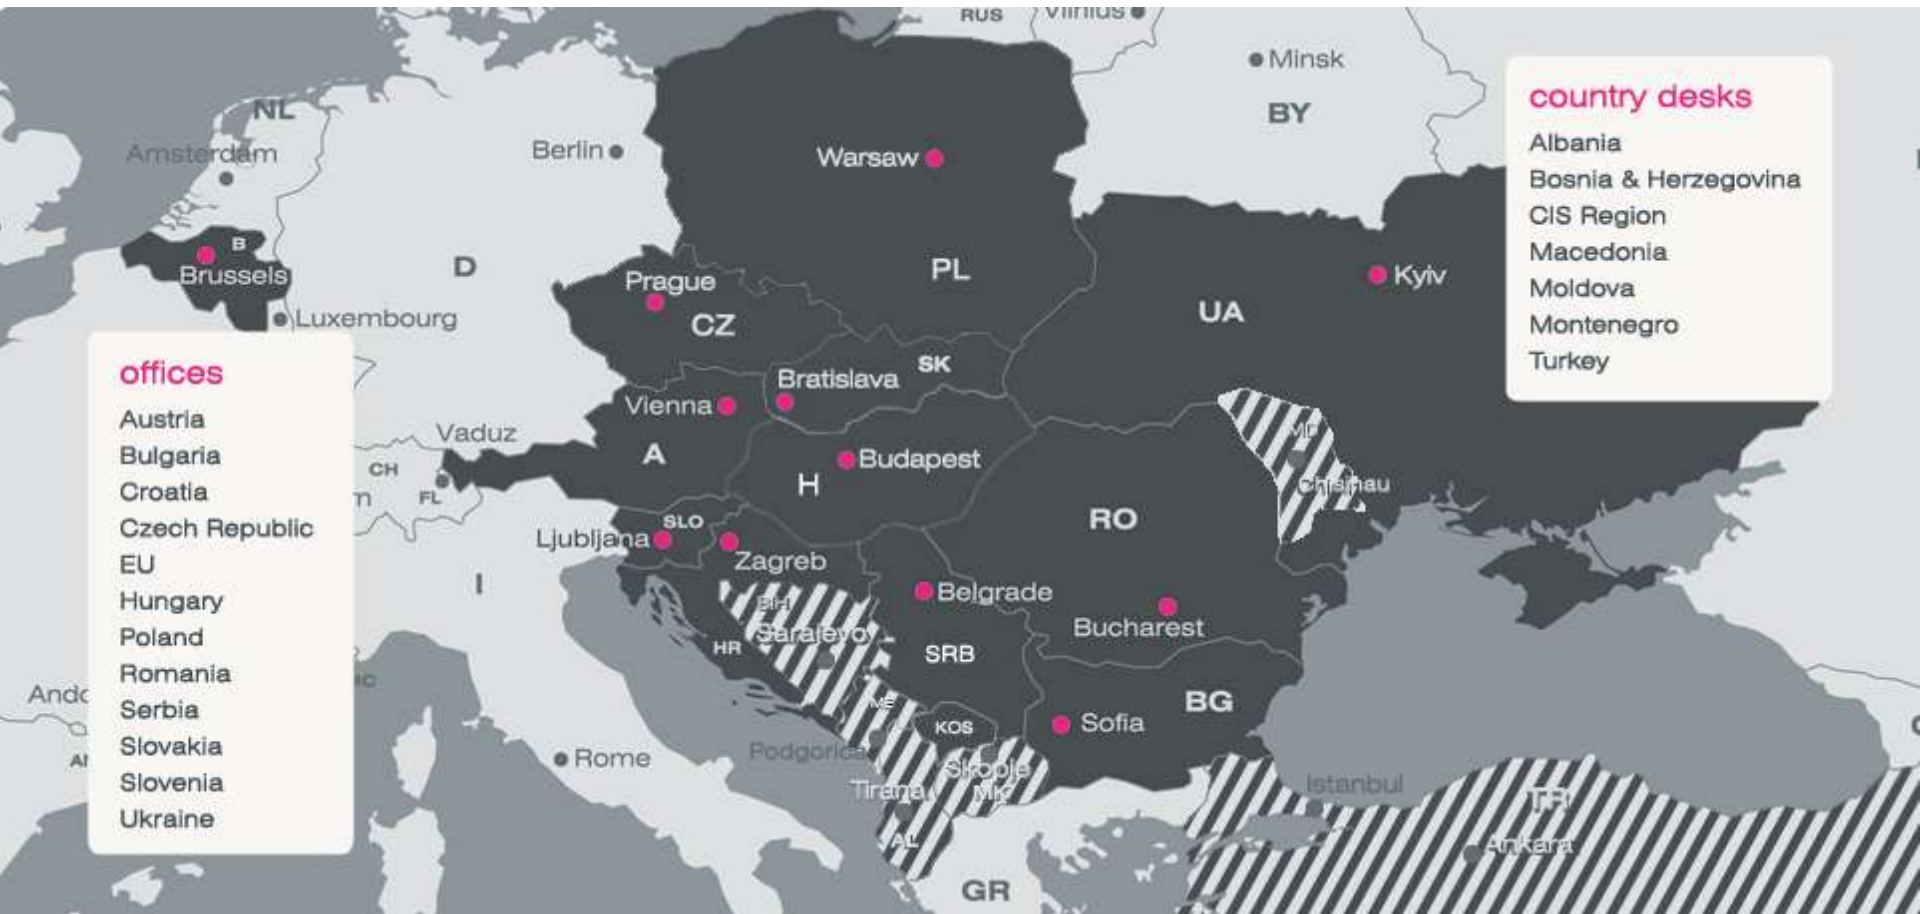 RUS
Vilnius
Minsk
BY
NL
Amsterdam
Berlin
Warsaw
country desks
Albania
Bosnia & Herzegovina
CIS Region
Macedonia
Moldova
Montenegro
Turkey
B
Brussels
D
PL
Prague
CZ
UA
Kyiv
Luxembourg
offices
Austria
Bulgaria
Croatia
Czech Republic
EU
Hungary
Poland
Romania
Serbia
Slovakia
Slovenia
Ukraine
SK
Bratislava
Vienna
Vaduz
A
CH
FL
H
Budapest
MD
Chisinau
RO
SLO
Ljubljana
Zagreb
I
BIH
Sarajevo
HR
Belgrade
SRB
Bucharest
ME
KOS
BG
Sofia
Podgorica
Rome
Skopje
MK
Tirana
AL
Istanbul
TR
Ankara
GR